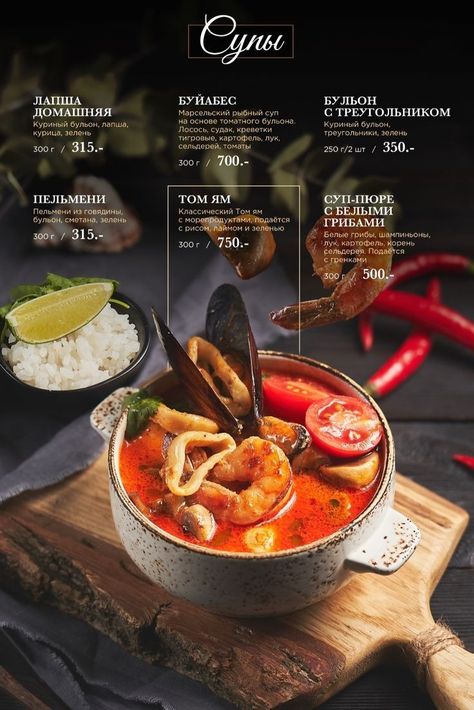 Супы
ЛАПША
ДОМАШНЯЯ
Куриный бульон, лапша,
курица, зелень
300 г / 315.-
БУЙАБЕС
Марсельский рыбный суп
на основе томатного бульона.
Лосось, судак, креветки
тигровые, картофель, лук,
сельдерей, томаты
300 г / 700.-
БУЛЬОН
С ТРЕУГОЛЬНИКОМ
Куриный бульон,
треугольники, зелень
250 г/2 шт / 350.-
ПЕЛЬМЕНИ
Пельмени из говядины,
бульон, сметана, зелень
300 г / 315.-
ТОМ ЯМ
Классический Том ям
с морепродуктами, подаётся
с рисом, лаймом и зеленью
300 г / 750.-
СУП-ПЮРЕ
С БЕЛЫМИ
ГРИБАМИ
Белые грибы, шампиньоны,
лук, картофель, корень
сельдерея. Подаётся
с гренками
300 г / 500.-